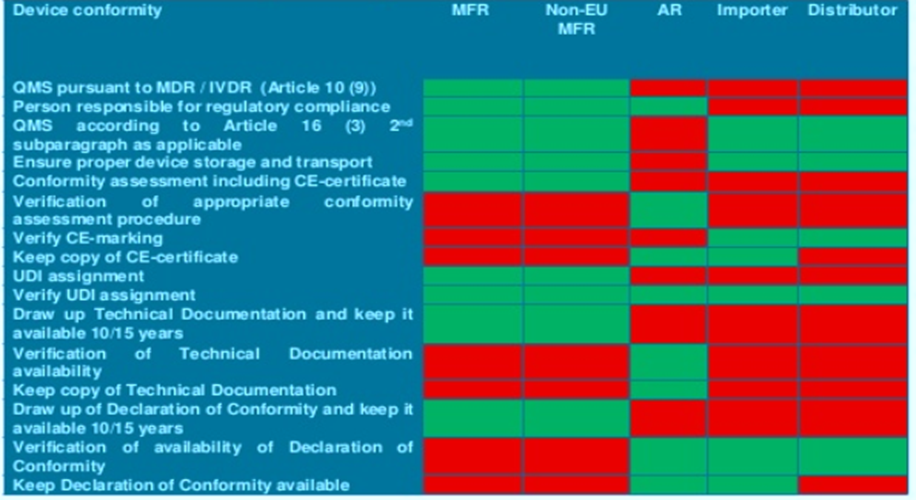 Device conformity MFR Non-EU AR Importer Distributor
MFR
QMS pursuant to MDR / IVDR (Article 10 (9))
Person responsible for regulatory compliance
QMS according to Article 16 (3) 2nd
subparagraph as applicable
Ensure proper device storage and transport
Conformity assessment including CE-certificate
Verification of appropriate conformity
assessment procedure
Verify CE-marking
Keep copy of CE-certificate
UDI assignment
Verify UDI assignment
Draw up Technical Documentation and keep it
available 10/15 years
Verification of Technical Documentation
availability
Keep copy of Technical Documentation
Draw up of Declaration of Conformity and keep it
available 10/15 years
Verification of availability of Declaration of
Conformity
Keep Declaration of Conformity available